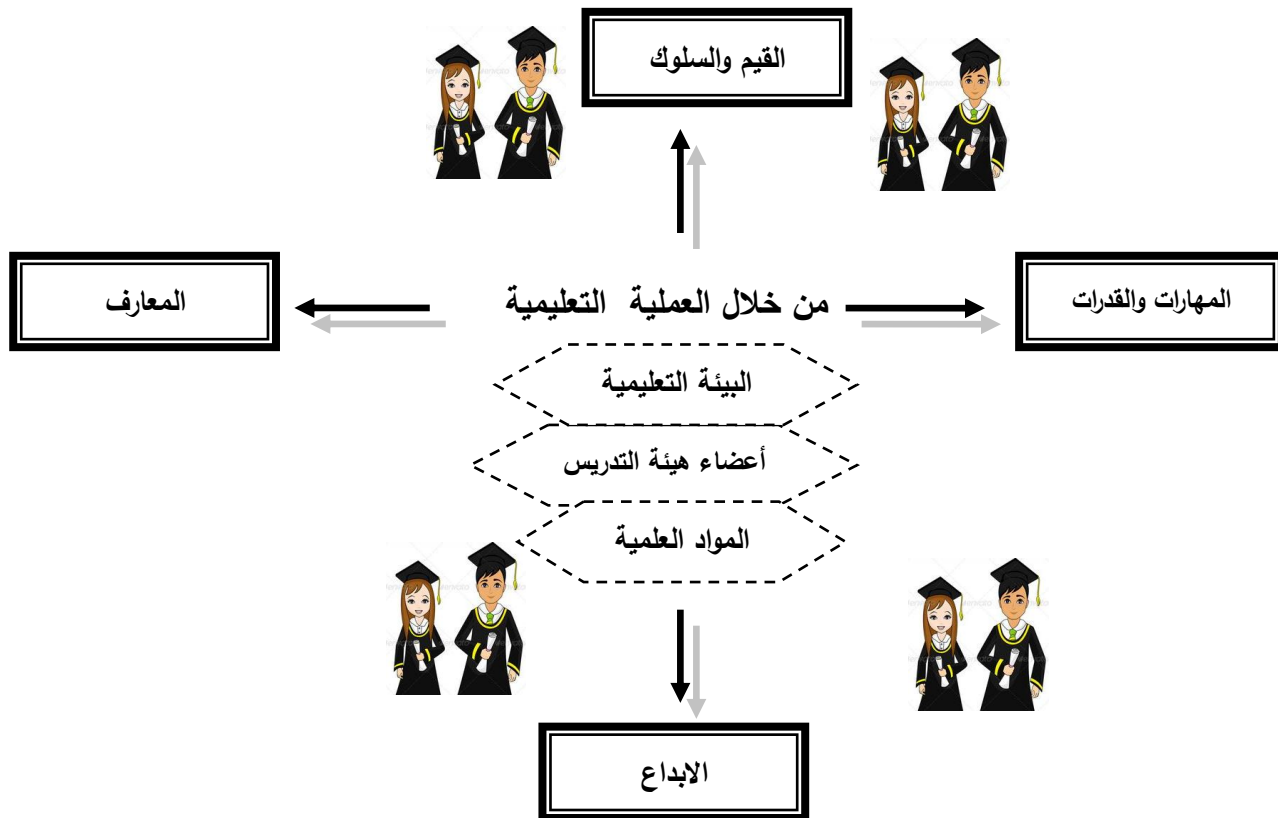 القيم والسلوك
المهارات والقدرات
من خلال العملية التعليمية
المعارف
البيئة التعليمية
أعضاء هيئة التدريس
المواد العلمية
الابداع